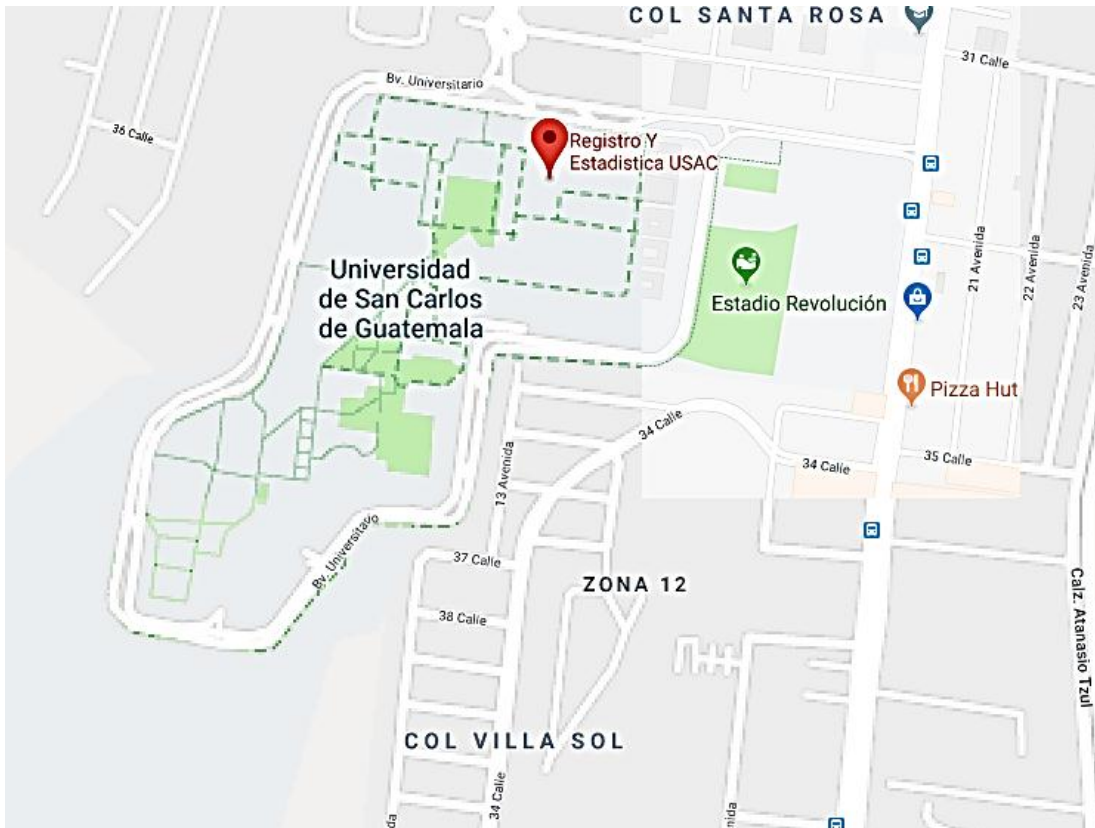 COL SANTA ROSA
31 Calle
Bv. Universitario
36 Calle
Registro Y
Estadistica USAC
Universidad
de San Carlos
de Guatemala
Estadio Revolución
21 Avenida
22 Avenida
23 Avenida
Pizza Hut
34 Calle
34 Calle
35 Calle
13 Avenida
Bv. Universitario
37 Calle
ZONA 12
38 Calle
Calz. Atanasio Tzul
COL VILLA SOL
34 Calle